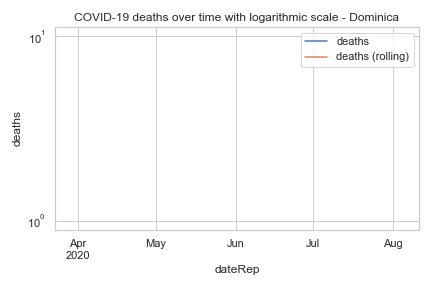 COVID-19 deaths over time with logarithmic scale - Dominica
10¹
deaths
deaths (rolling)
deaths
10⁰
Apr May Jun Jul Aug
2020
dateRep